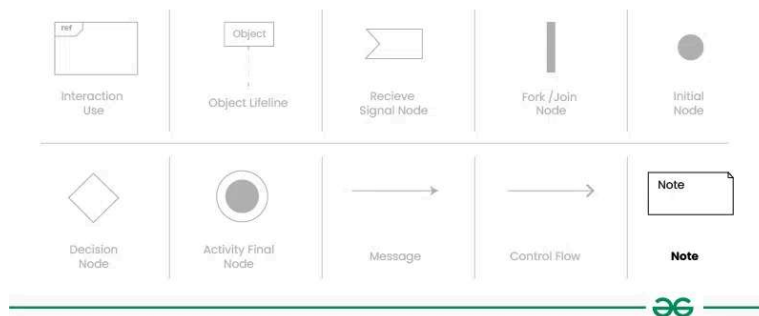 ref
Object
Interaction
Use
Object Lifeline
Recieve
Signal Node
Fork /Join
Node
Initial
Node
Note
Decision
Node
Activity Final
Node
Message
Control Flow
Note